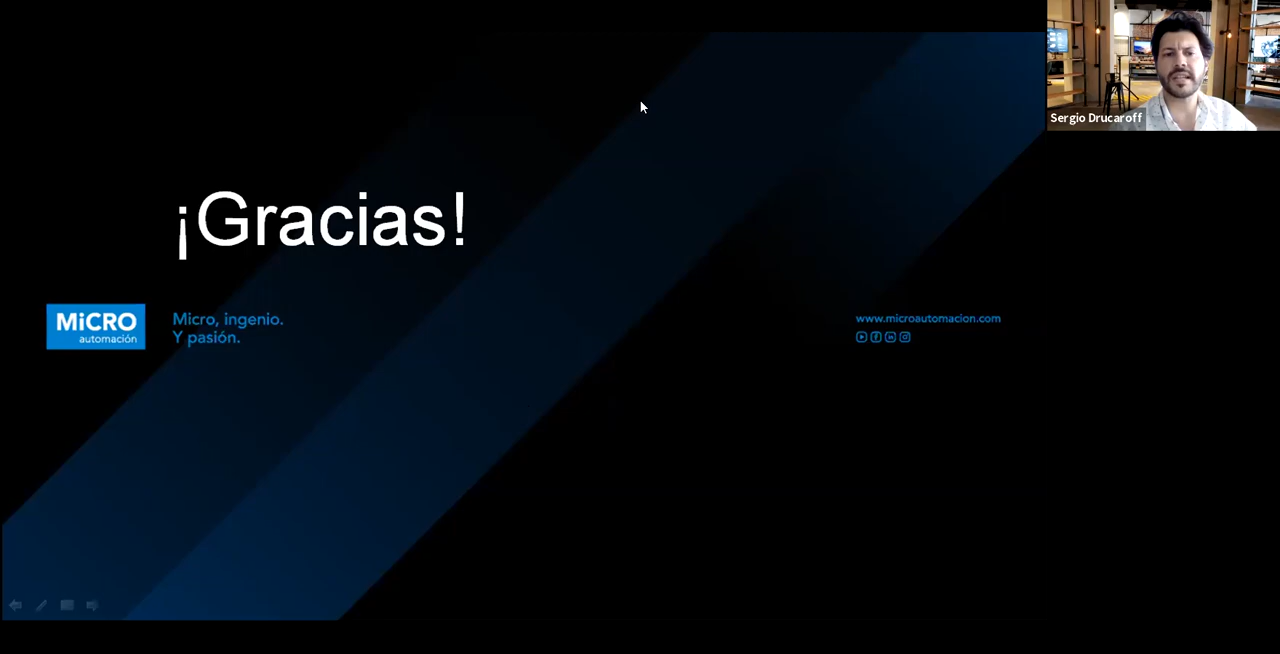 Sergio Drucaroff
¡Gracias!
MiCRO
automación
Micro, ingenio.
Y pasión.
www.microautomacion.com